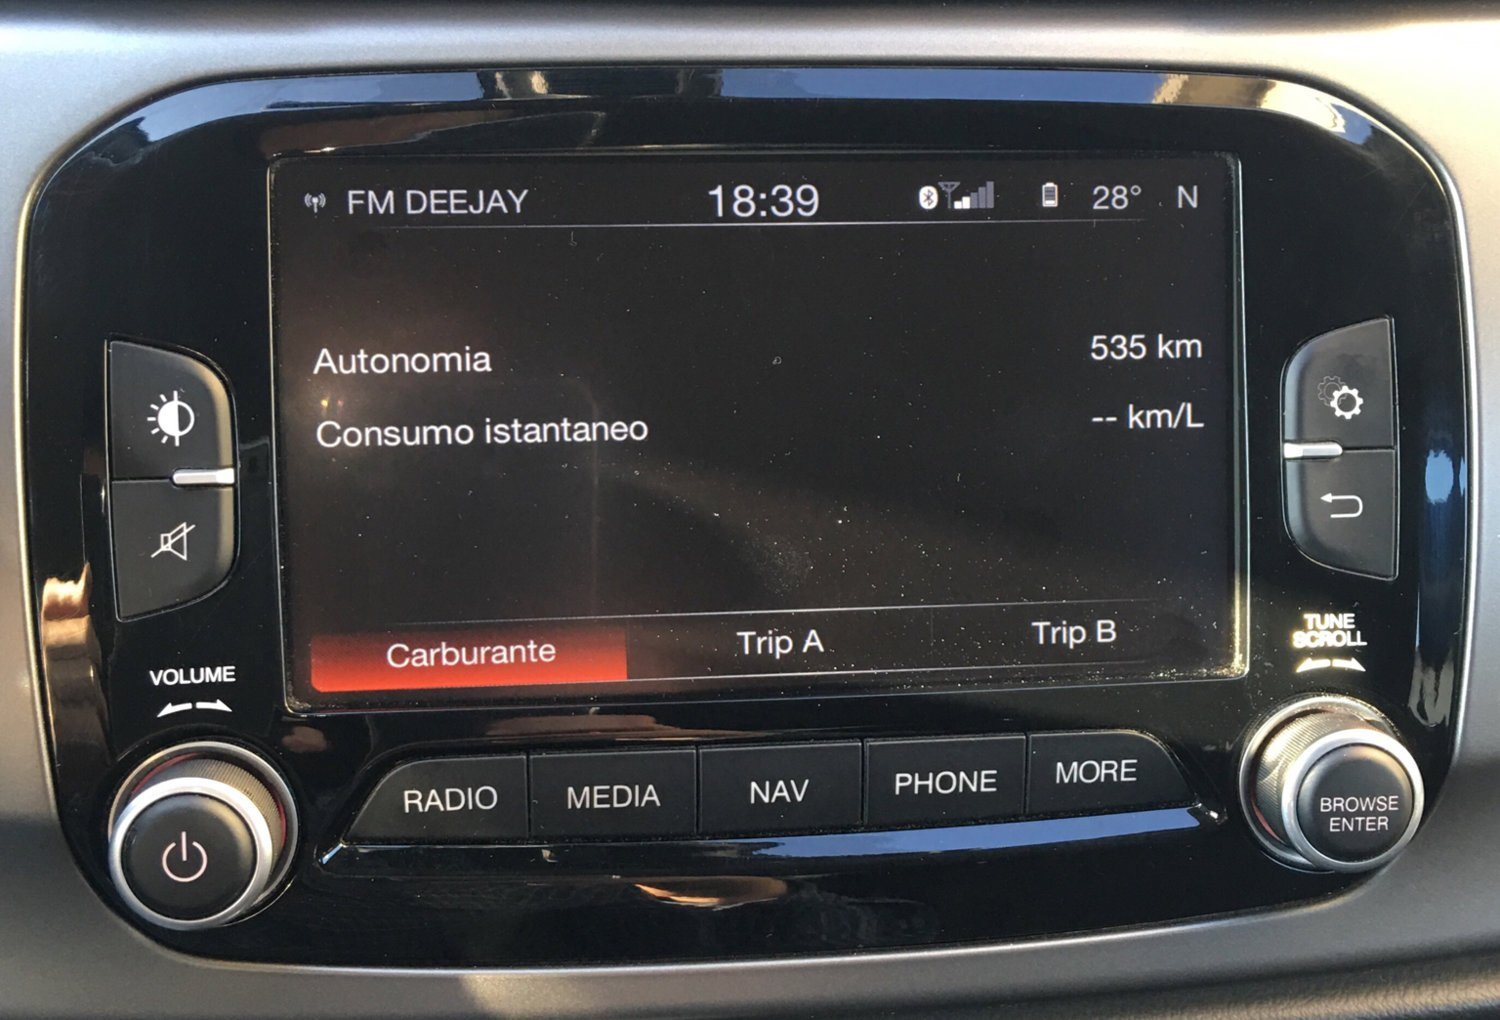 FM DEEJAY 18:39 28° N
Autonomia 535 km
Consumo istantaneo -- km/L
Carburante Trip A Trip B
VOLUME
TUNE
SCROLL
RADIO MEDIA NAV PHONE MORE
BROWSE
ENTER